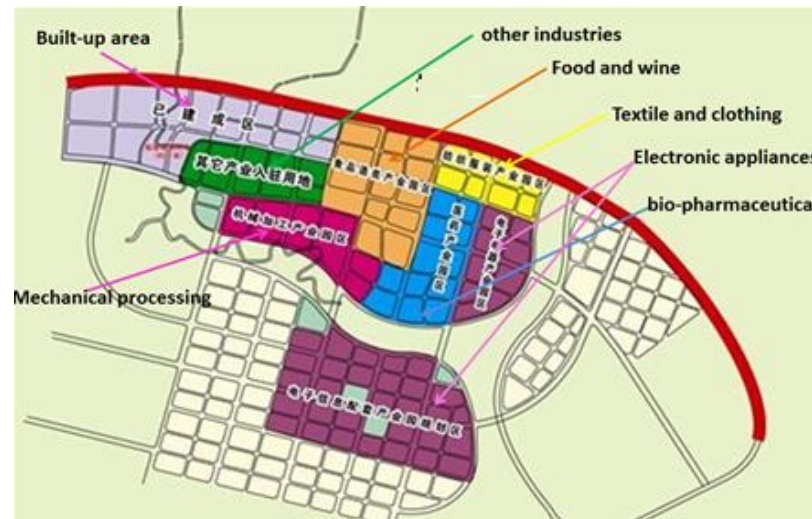 Built-up area
other industries
Food and wine
Textile and clothing
Electronic appliances
bio-pharmaceutica
Mechanical processing
已建成区
其它产业入驻用地
食品酒类产业园区
纺织服装产业园区
机械加工产业园区
医药产业园区
电子电器产业园区
电子信息配套产业园规划区